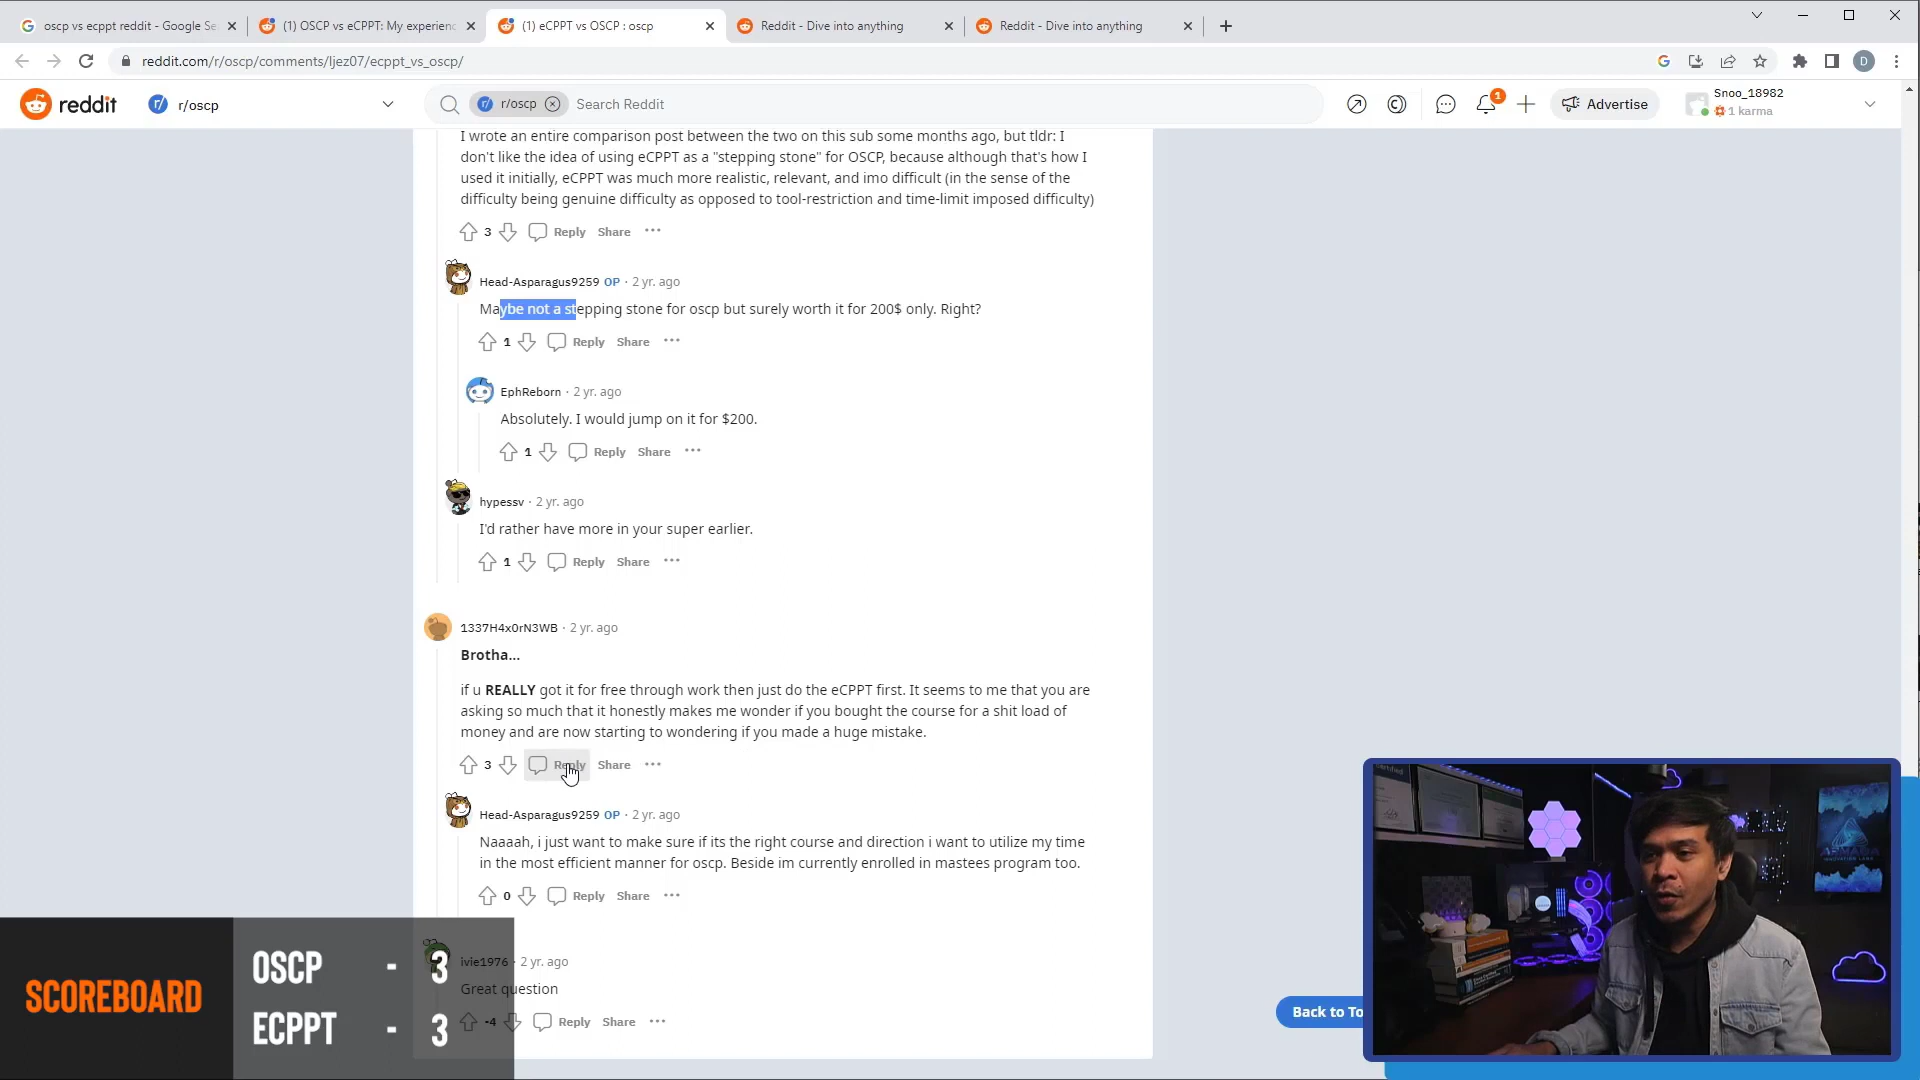 oscp vs ecppt reddit - Google Se
(1) OSCP vs eCPPT: My experienc
(1) eCPPT vs OSCP : oscp
Reddit - Dive into anything
Reddit - Dive into anything
reddit.com/r/oscp/comments/ljez07/ecppt_vs_oscp/
D
reddit
r/oscp
r/oscp
Search Reddit
1
Advertise
Snoo_18982
1 karma
I wrote an entire comparison post between the two on this sub some months ago, but tldr: I
don't like the idea of using eCPPT as a "stepping stone" for OSCP, because although that's how I
used it initially, eCPPT was much more realistic, relevant, and imo difficult (in the sense of the
difficulty being genuine difficulty as opposed to tool-restriction and time-limit imposed difficulty)
3 Reply Share
Head-Asparagus9259 OP · 2 yr. ago
Maybe not a stepping stone for oscp but surely worth it for 200$ only. Right?
1 Reply Share
EphReborn · 2 yr. ago
Absolutely. I would jump on it for $200.
1 Reply Share
hypessv · 2 yr. ago
I'd rather have more in your super earlier.
1 Reply Share
1337H4x0rN3WB · 2 yr. ago
Brotha...
if u REALLY got it for free through work then just do the eCPPT first. It seems to me that you are
asking so much that it honestly makes me wonder if you bought the course for a shit load of
money and are now starting to wondering if you made a huge mistake.
3 Reply Share
Head-Asparagus9259 OP · 2 yr. ago
Naaaah, i just want to make sure if its the right course and direction i want to utilize my time
in the most efficient manner for oscp. Beside im currently enrolled in mastees program too.
0 Reply Share
ivie1976 · 2 yr. ago
Great question
-4 Reply Share
Back to To
SCOREBOARD
OSCP - 3
ECPPT - 3